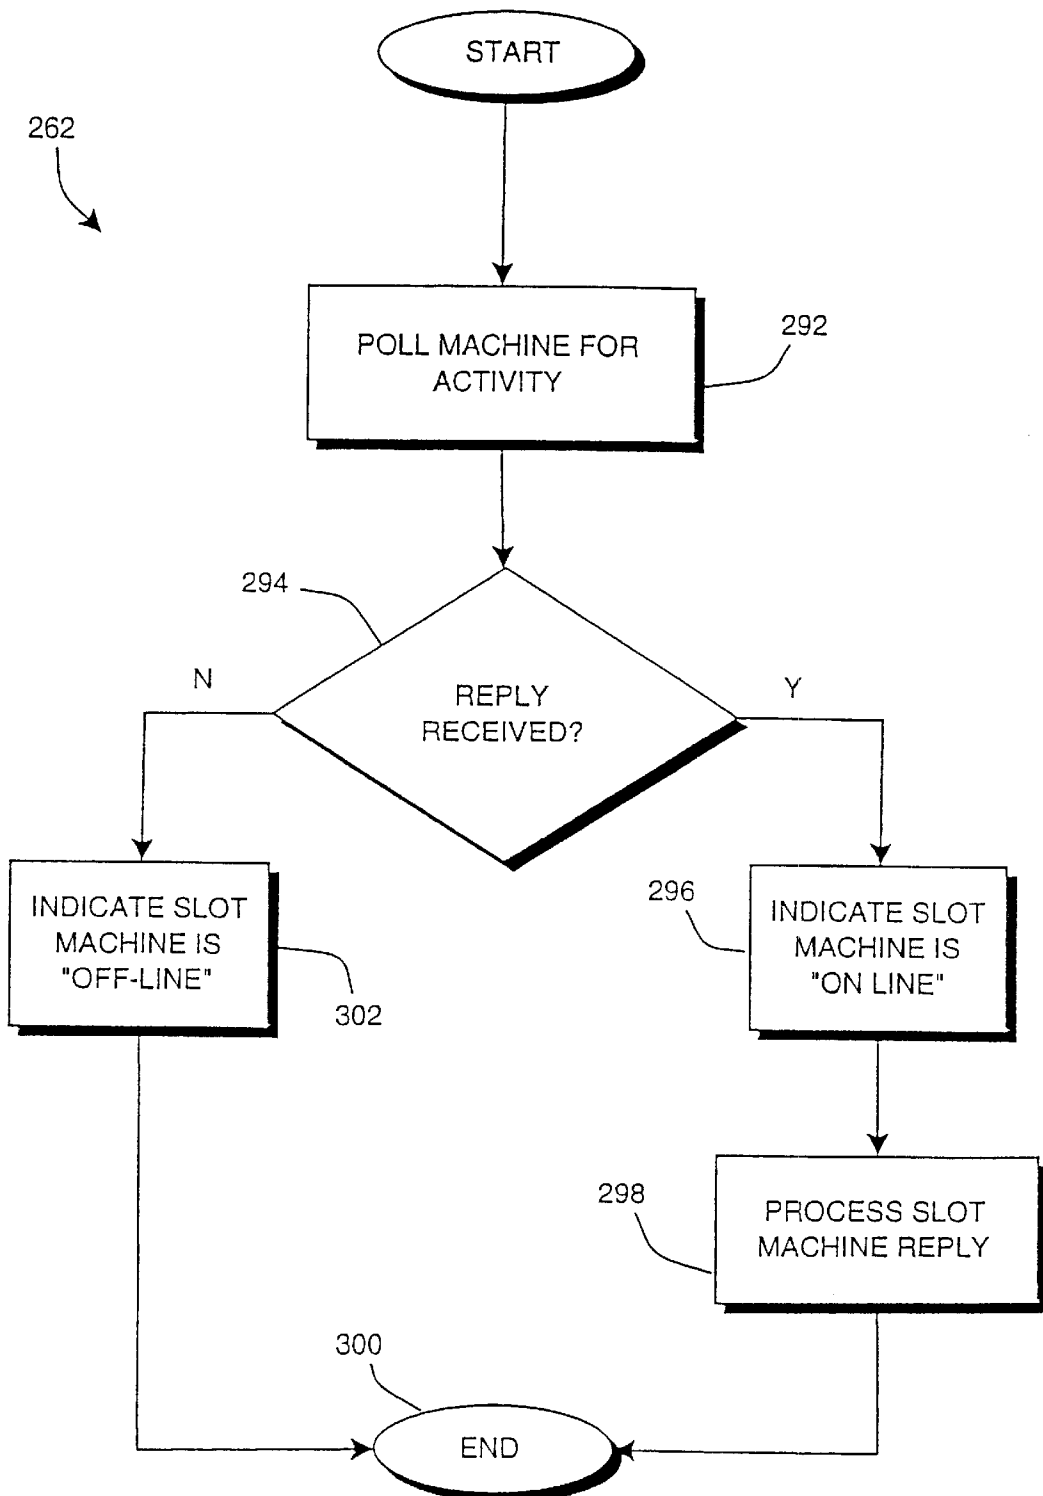 START
262
POLL MACHINE FOR
ACTIVITY
292
294
N
REPLY
RECEIVED?
Y
INDICATE SLOT
MACHINE IS
"OFF-LINE"
302
296
INDICATE SLOT
MACHINE IS
"ON LINE"
298
PROCESS SLOT
MACHINE REPLY
300
END